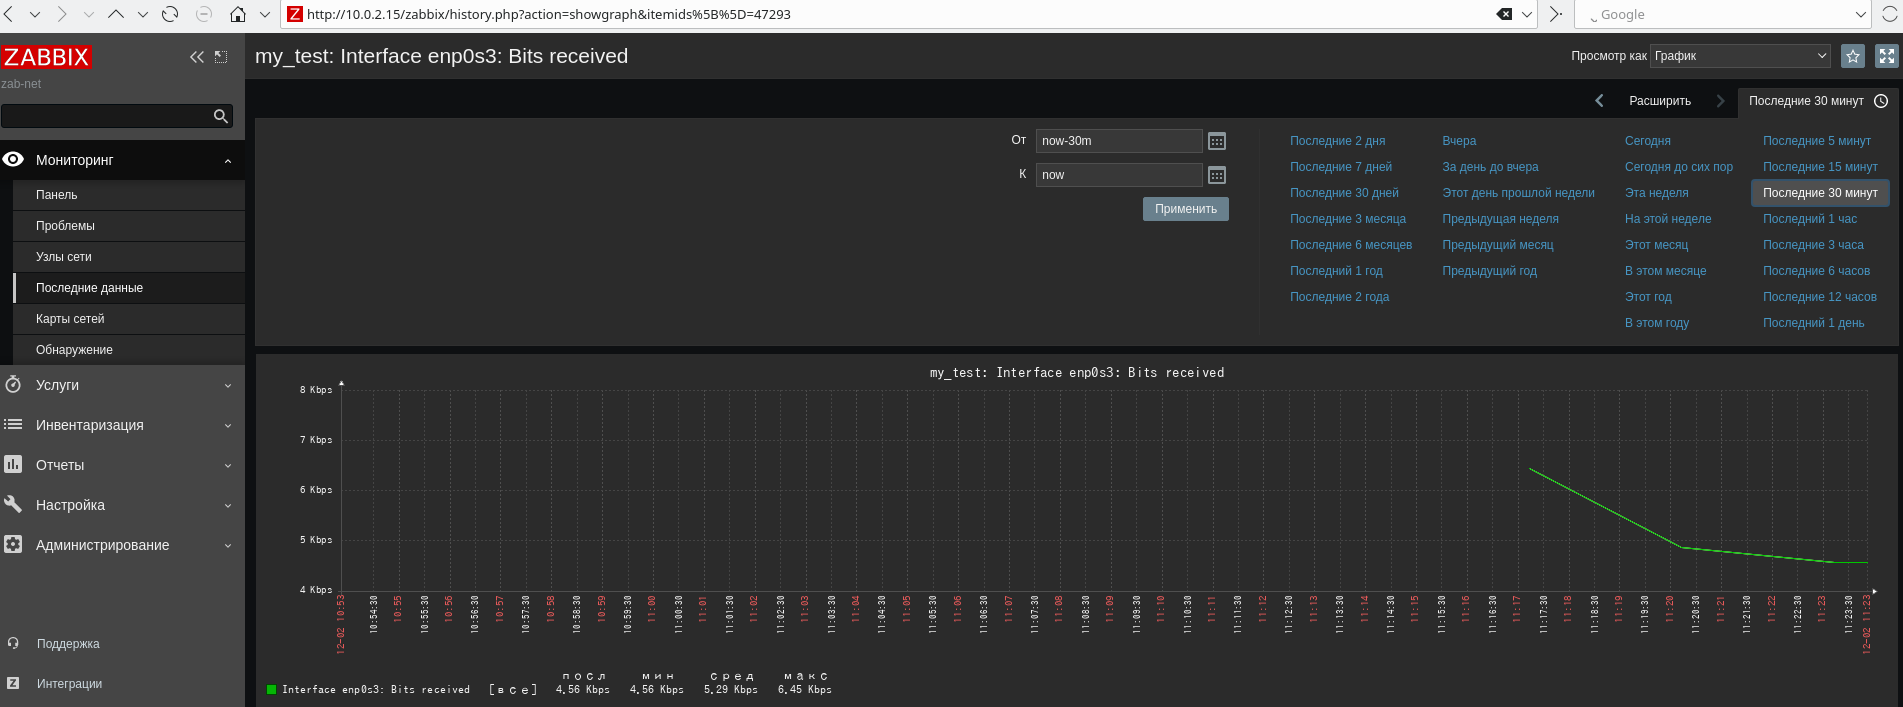 http://10.0.2.15/zabbix/history.php?action=showgraph&itemids%5B%5D=47293
Google
ZABBIX
zab-net
Мониторинг
Панель
Проблемы
Узлы сети
Последние данные
Карты сетей
Обнаружение
Услуги
Инвентаризация
Отчеты
Настройка
Администрирование
Поддержка
Интеграции
my_test: Interface enp0s3: Bits received
Просмотр как График
Расширить
Последние 30 минут
От now-30m
К now
Применить
Последние 2 дня
Последние 7 дней
Последние 30 дней
Последние 3 месяца
Последние 6 месяцев
Последний 1 год
Последние 2 года
Вчера
За день до вчера
Этот день прошлой недели
Предыдущая неделя
Предыдущий месяц
Предыдущий год
Сегодня
Сегодня до сих пор
Эта неделя
На этой неделе
Этот месяц
В этом месяце
Этот год
В этом году
Последние 5 минут
Последние 15 минут
Последние 30 минут
Последний 1 час
Последние 3 часа
Последние 6 часов
Последние 12 часов
Последний 1 день
my_test: Interface enp0s3: Bits received
8 Kbps
7 Kbps
6 Kbps
5 Kbps
4 Kbps
12-02 10:53
10:54:30
10:55
10:55:30
10:56
10:56:30
10:57
10:57:30
10:58
10:58:30
10:59
10:59:30
11:00
11:00:30
11:01
11:01:30
11:02
11:02:30
11:03
11:03:30
11:04
11:04:30
11:05
11:05:30
11:06
11:06:30
11:07
11:07:30
11:08
11:08:30
11:09
11:09:30
11:10
11:10:30
11:11
11:11:30
11:12
11:12:30
11:13
11:13:30
11:14
11:14:30
11:15
11:15:30
11:16
11:16:30
11:17
11:17:30
11:18
11:18:30
11:19
11:19:30
11:20
11:20:30
11:21
11:21:30
11:22
11:22:30
11:23
11:23:30
12-02 11:23
посл мин сред макс
Interface enp0s3: Bits received [все] 4.56 Kbps 4.56 Kbps 5.29 Kbps 6.45 Kbps